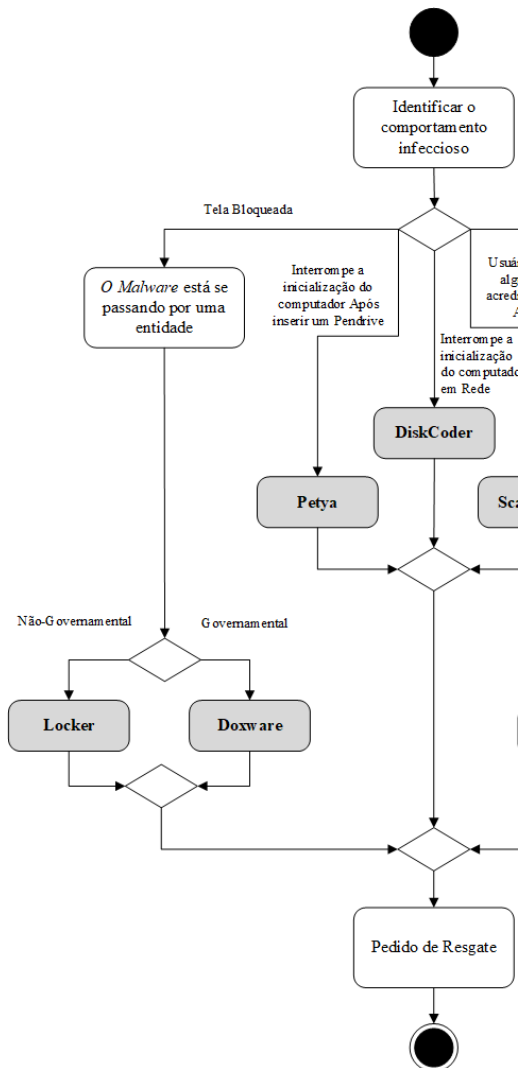 Identificar o
comportamento
infeccioso
Tela Bloqueada
O Malware está se
passando por uma
entidade
Interrompe a
inicialização do
computador Após
inserir um Pendrive
Interrompe a
inicialização
em Rede
DiskCoder
Petya
Não-Governamental
Governamental
Locker
Doxware
Pedido de Resgate